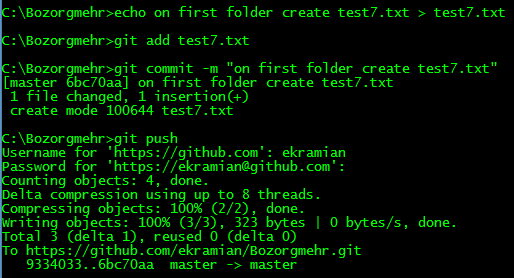 C:\Bozorgmehr>echo on first folder create test7.txt > test7.txt
C:\Bozorgmehr>git add test7.txt
C:\Bozorgmehr>git commit -m "on first folder create test7.txt"
[master 6bc70aa] on first folder create test7.txt
 1 file changed, 1 insertion(+)
 create mode 100644 test7.txt
C:\Bozorgmehr>git push
Username for 'https://github.com': ekramian
Password for 'https://ekramian@github.com':
Counting objects: 4, done.
Delta compression using up to 8 threads.
Compressing objects: 100% (2/2), done.
Writing objects: 100% (3/3), 323 bytes | 0 bytes/s, done.
Total 3 (delta 1), reused 0 (delta 0)
To https://github.com/ekramian/Bozorgmehr.git
   9334033..6bc70aa  master -> master